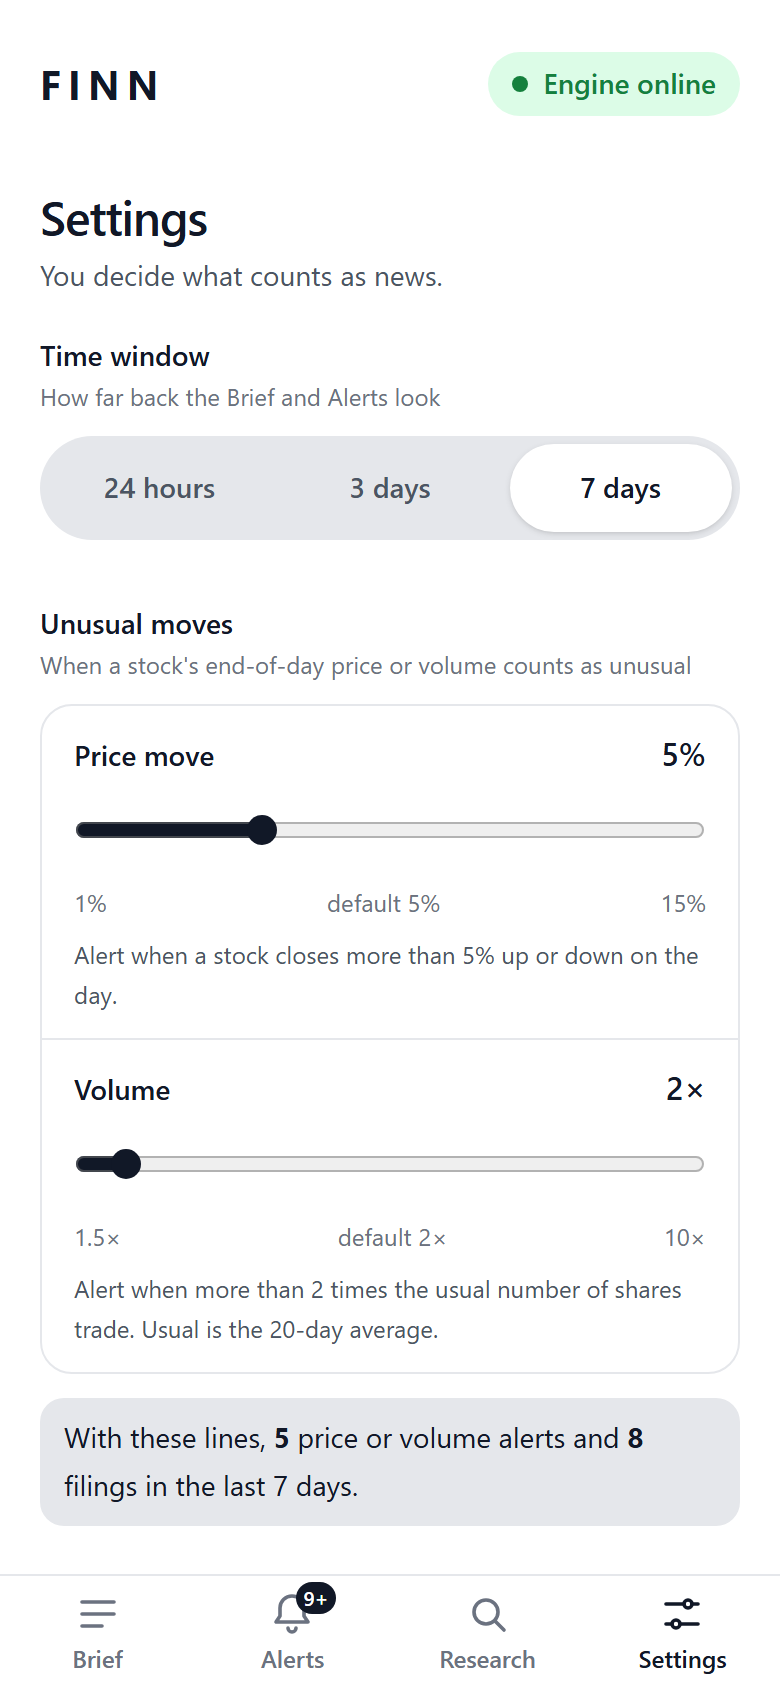 FINN
Engine online
Settings
You decide what counts as news.
Time window
How far back the Brief and Alerts look
24 hours
3 days
7 days
Unusual moves
When a stock's end-of-day price or volume counts as unusual
Price move
5%
1%
default 5%
15%
Alert when a stock closes more than 5% up or down on the
day.
Volume
2×
1.5×
default 2×
10×
Alert when more than 2 times the usual number of shares
trade. Usual is the 20-day average.
With these lines, 5 price or volume alerts and 8
filings in the last 7 days.
9+
Brief
Alerts
Research
Settings